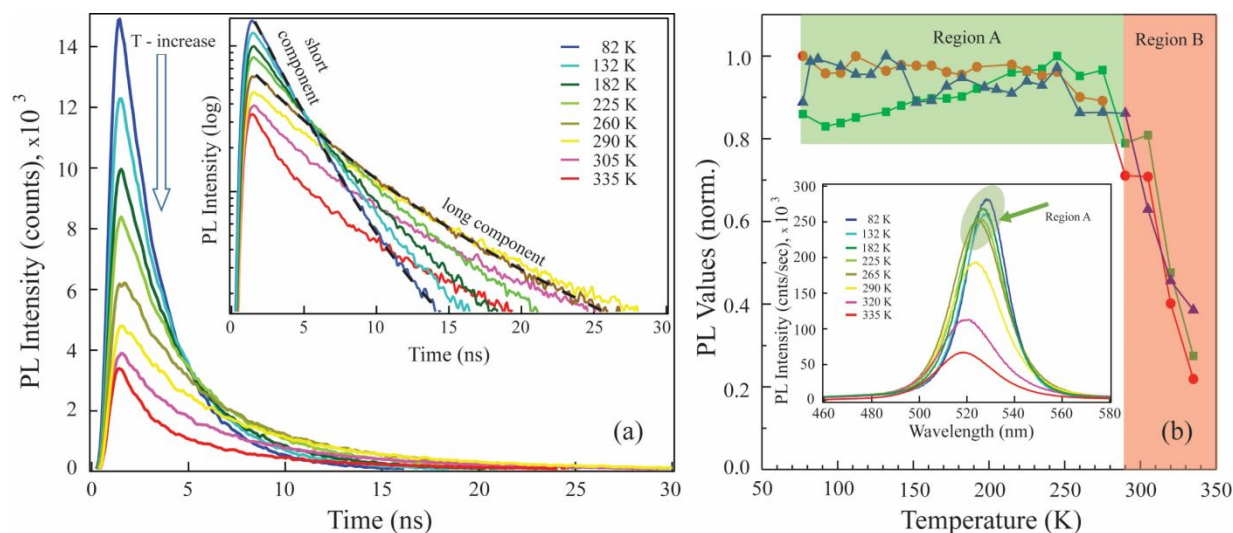 T - increase
PL Intensity (counts), x10 3
14
12
10
8
6
4
2
0
0
5
10
15
20
25
30
Time (ns)
(a)
PL Intensity (log)
short
component
long component
82 K
132 K
182 K
225 K
260 K
290 K
305 K
335 K
0
5
10
15
20
25
30
Time (ns)
PL Values (norm.)
1.0
0.8
0.6
0.4
0.2
0.0
Region A
Region B
50
100
150
200
250
300
350
Temperature (K)
(b)
PL Intensity (cnts/sec), x 10 3
300
250
200
150
100
50
0
82 K
132 K
182 K
225 K
265 K
290 K
320 K
335 K
Region A
460
480
500
520
540
560
580
Wavelength (nm)